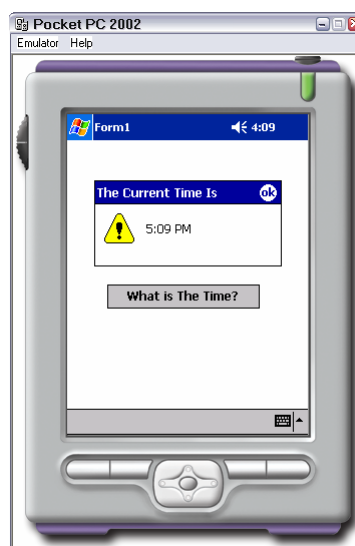 Pocket PC 2002
Emulator Help
Form1 4:09
The Current Time Is ok
5:09 PM
What is The Time?